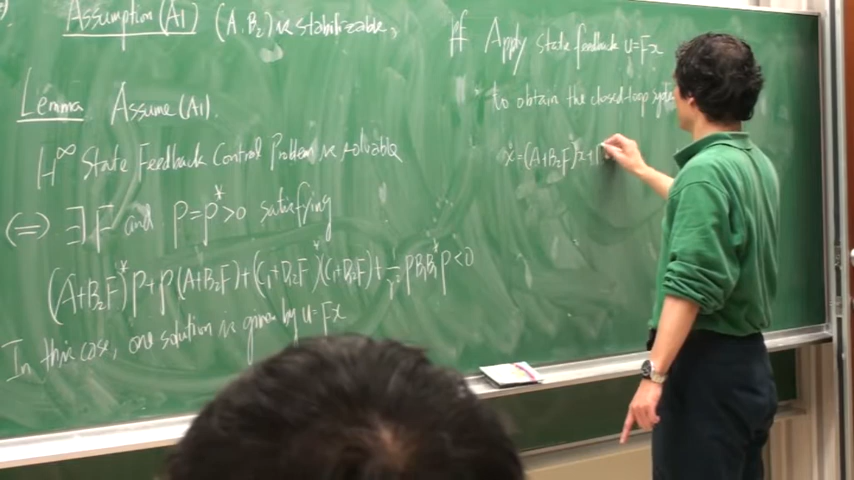 Assumption (A1) (A, B₂) is stabilizable,
Lemma Assume (A1).
H^∞ State Feedback Control Problem is solvable
(⇔) ∃F and P=P*>0 satisfying
(A+B₂F)*P+P(A+B₂F)+(C₁+D₁₂F)*(C₁+D₁₂F)+1/γ² PB₁B₁*P<0
In this case, one solution is given by u=Fx
pf Apply state feedback u=Fx
to obtain the closed-loop syste
ẋ=(A+B₂F)x+